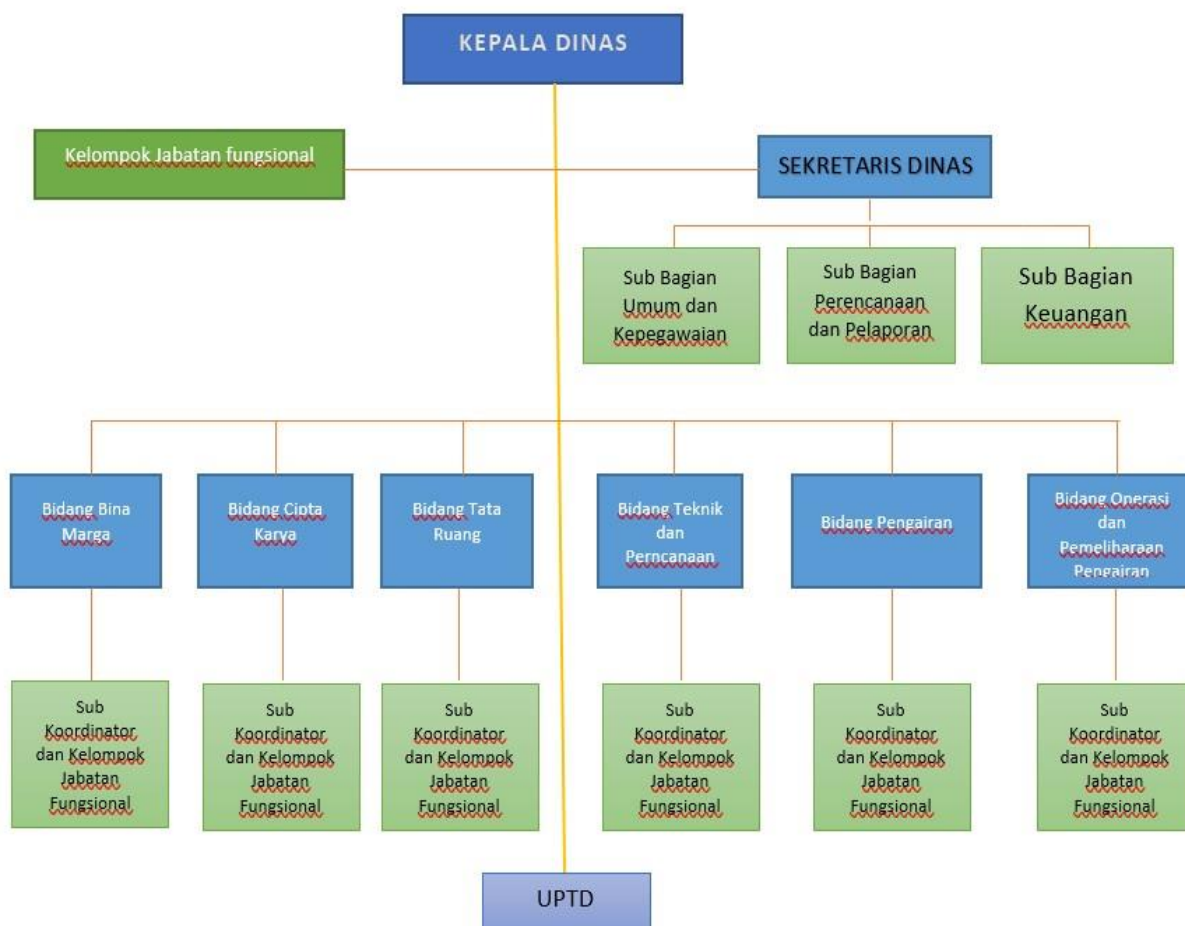 KEPALA DINAS
Kelompok Jabatan fungsional
SEKRETARIS DINAS
Sub Bagian
Umum dan
Kepegawaian
Sub Bagian
Perencanaan
dan Pelaporan
Sub Bagian
Keuangan
Bidang Bina
Marga
Bidang Cipta
Karya
Bidang Tata
Ruang
Bidang Teknik
dan
Perncanaan
Bidang Pengairan
Bidang Operasi
dan
Pemeliharaan
Pengairan
Sub
Koordinator
dan Kelompok
Jabatan
Fungsional
Sub
Koordinator
dan Kelompok
Jabatan
Fungsional
Sub
Koordinator
dan Kelompok
Jabatan
Fungsional
Sub
Koordinator
dan Kelompok
Jabatan
Fungsional
Sub
Koordinator
dan Kelompok
Jabatan
Fungsional
Sub
Koordinator
dan Kelompok
Jabatan
Fungsional
UPTD